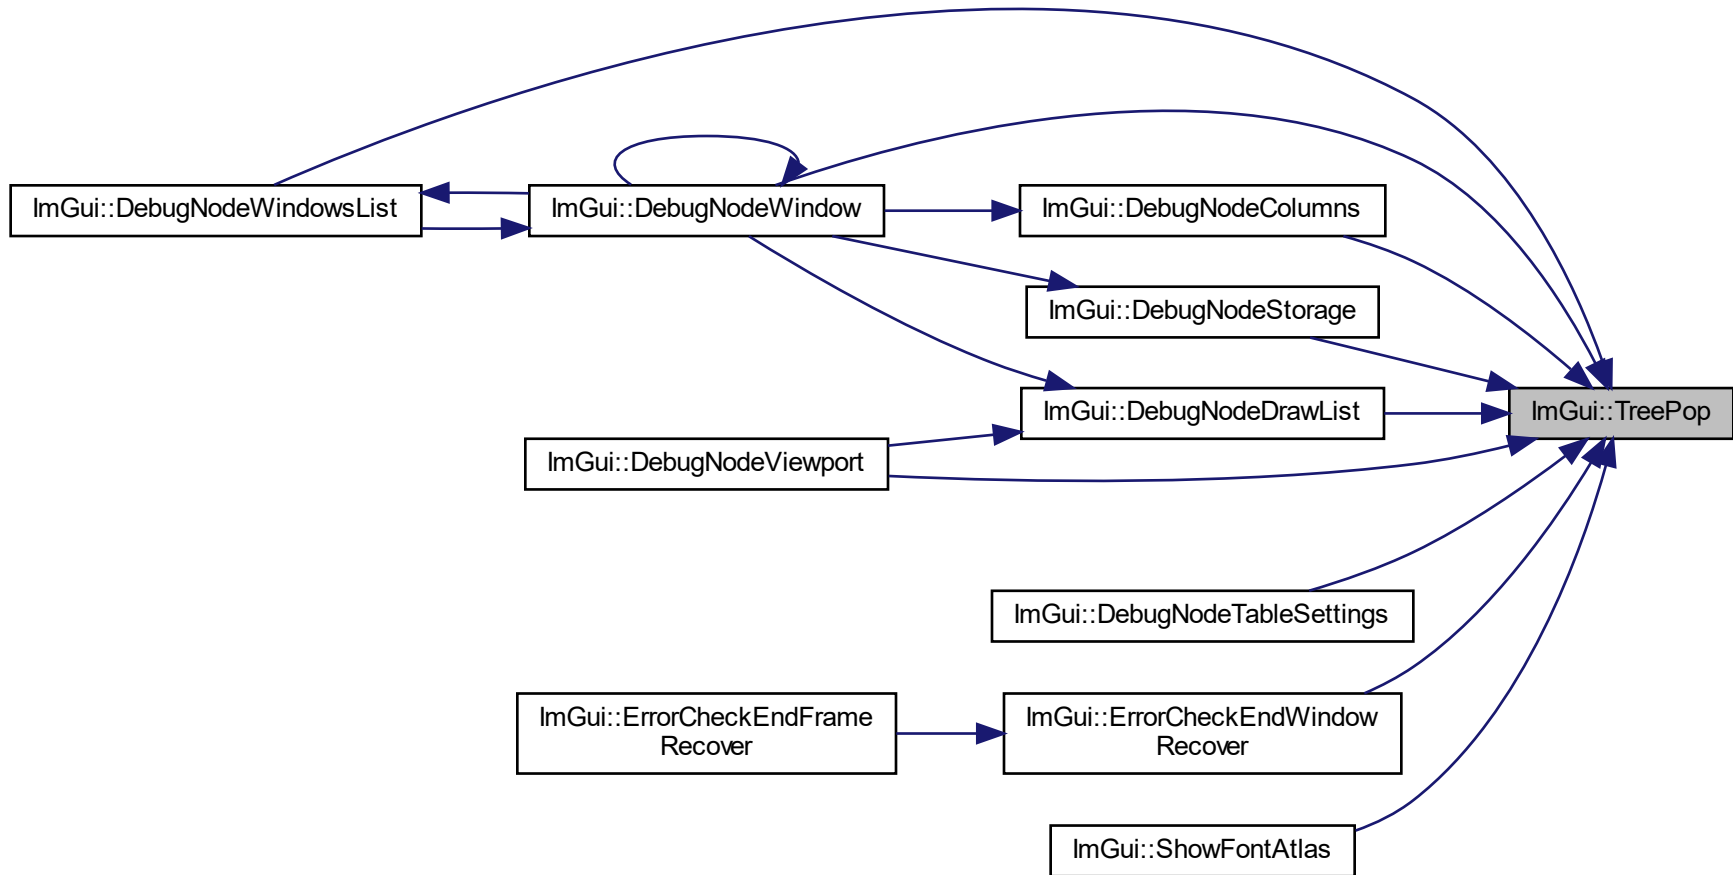 ImGui::DebugNodeWindowsList
ImGui::DebugNodeWindow
ImGui::DebugNodeColumns
ImGui::DebugNodeStorage
ImGui::DebugNodeDrawList
ImGui::TreePop
ImGui::DebugNodeViewport
ImGui::DebugNodeTableSettings
ImGui::ErrorCheckEndFrame
Recover
ImGui::ErrorCheckEndWindow
Recover
ImGui::ShowFontAtlas